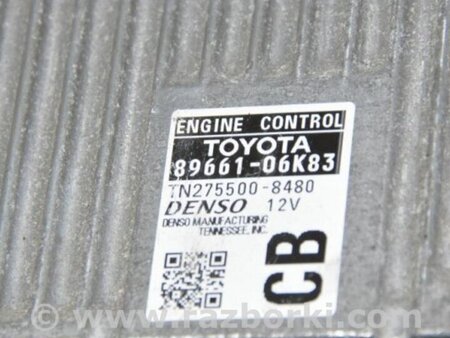 ENGINE CONTROL
TOYOTA
89661-06K83
TN275500-8480
DENSO 12V
DENSO MANUFACTURING
TENNESSEE, INC.
CB
www.razborki.com